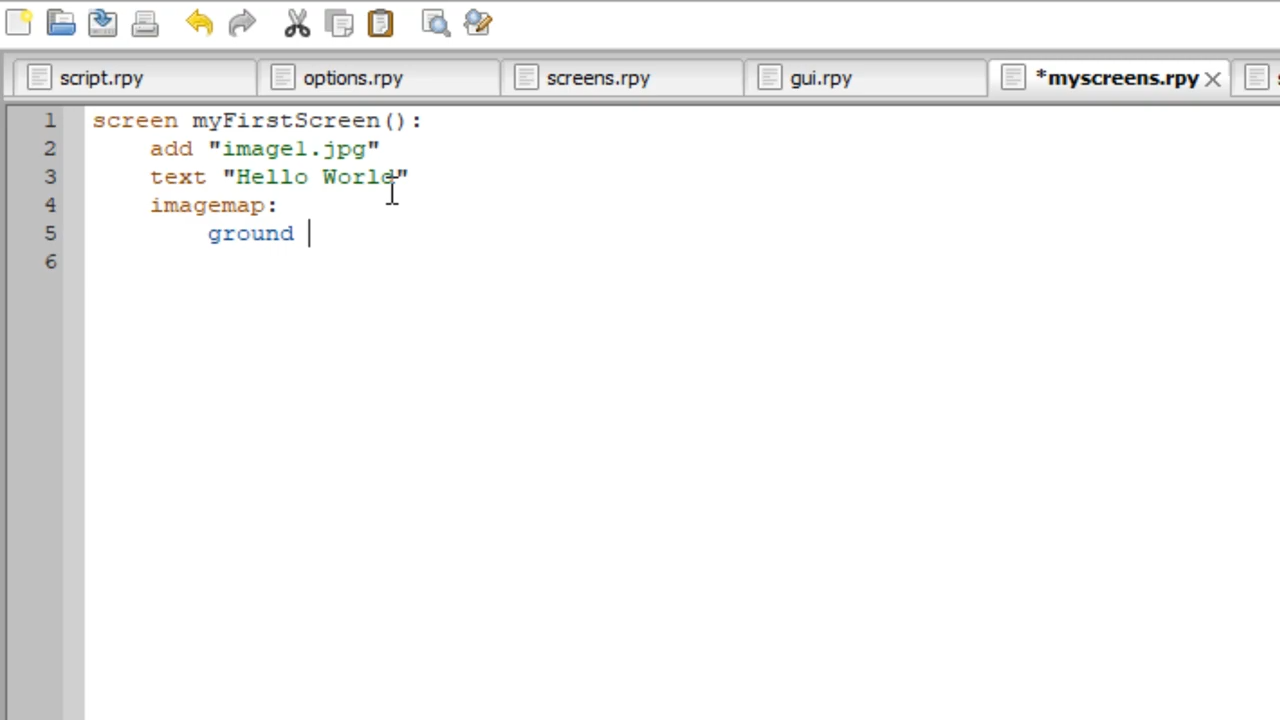 script.rpy options.rpy screens.rpy gui.rpy *myscreens.rpy
1 screen myFirstScreen():
2 add "image1.jpg"
3 text "Hello World"
4 imagemap:
5 ground
6